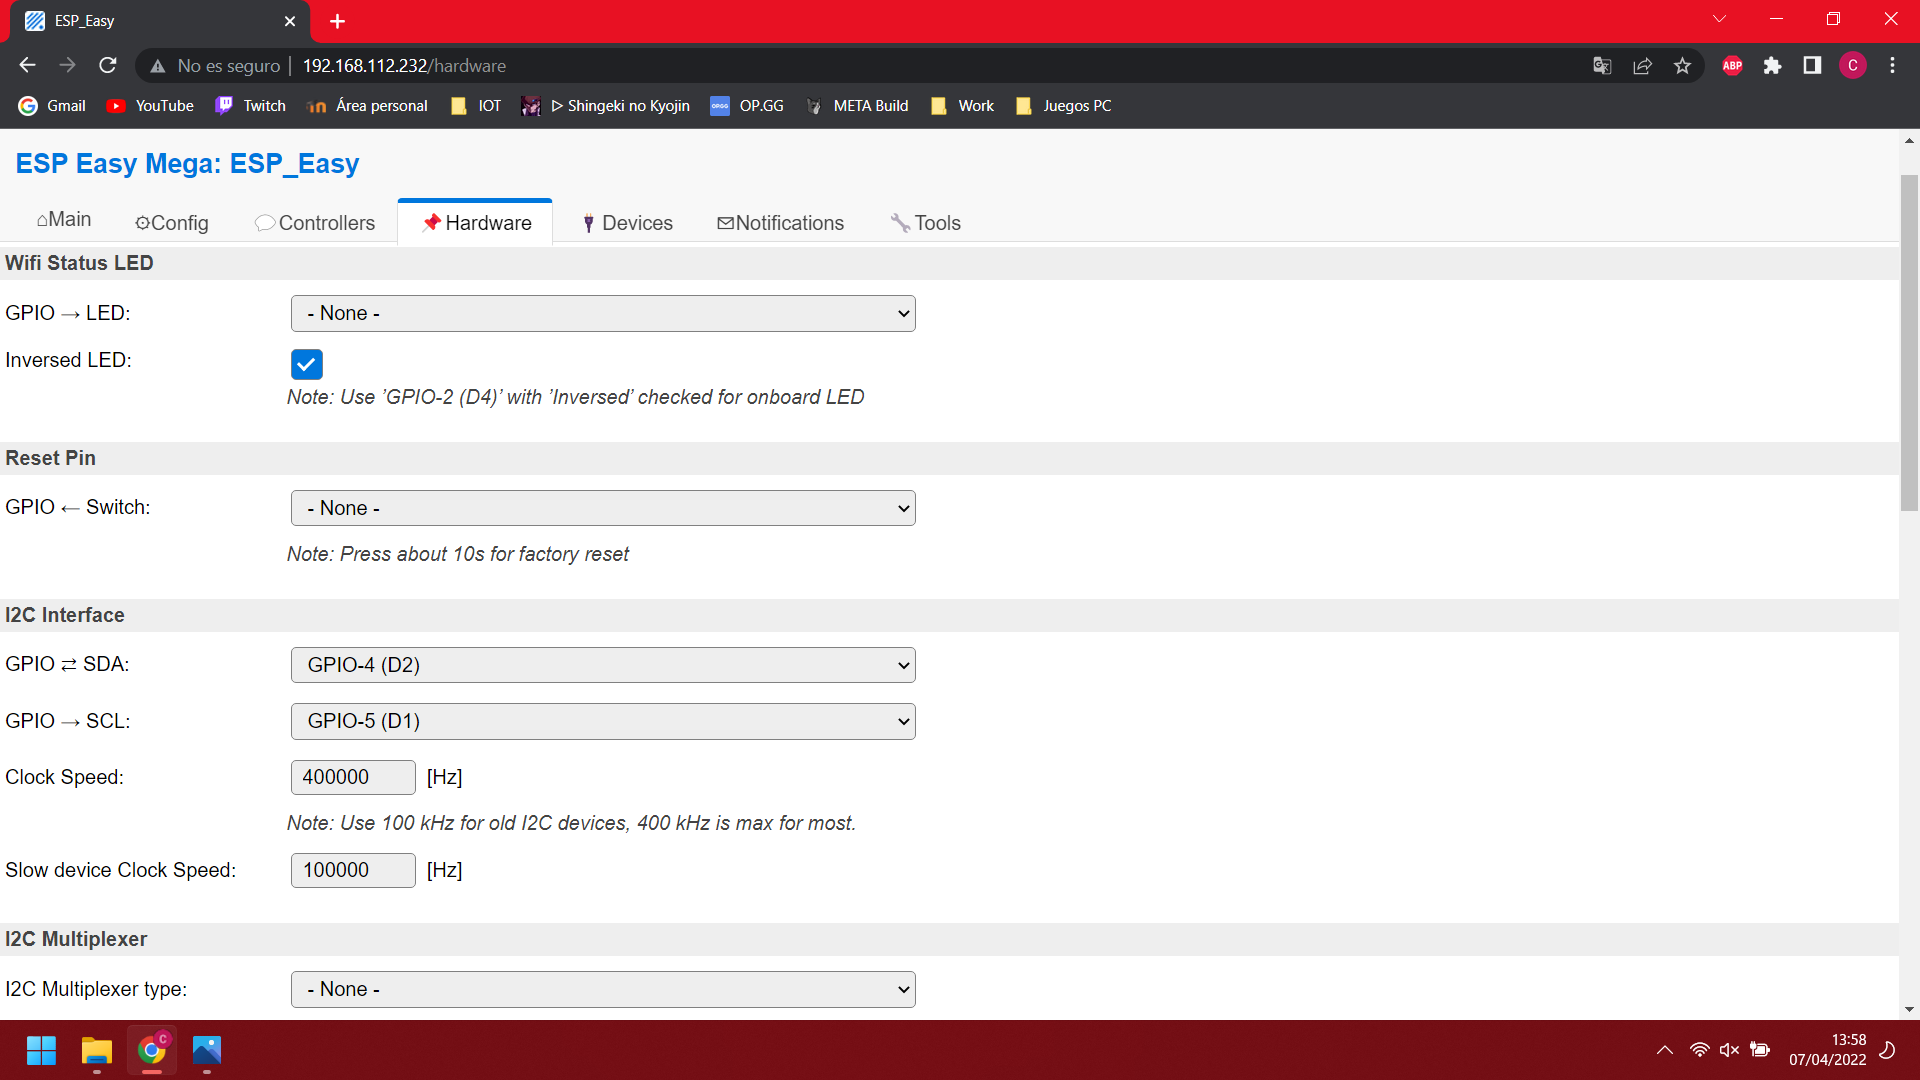 ESP_Easy
No es seguro | 192.168.112.232/hardware
ABP
C
Gmail YouTube Twitch Área personal IOT ▷ Shingeki no Kyojin OP.GG META Build Work Juegos PC
ESP Easy Mega: ESP_Easy
⌂Main ⚙Config Controllers Hardware Devices ✉Notifications Tools
Wifi Status LED
GPIO → LED: - None -
Inversed LED:
Note: Use ’GPIO-2 (D4)’ with ’Inversed’ checked for onboard LED
Reset Pin
GPIO ← Switch: - None -
Note: Press about 10s for factory reset
I2C Interface
GPIO ⇄ SDA: GPIO-4 (D2)
GPIO → SCL: GPIO-5 (D1)
Clock Speed: 400000 [Hz]
Note: Use 100 kHz for old I2C devices, 400 kHz is max for most.
Slow device Clock Speed: 100000 [Hz]
I2C Multiplexer
I2C Multiplexer type: - None -
C
13:58
07/04/2022